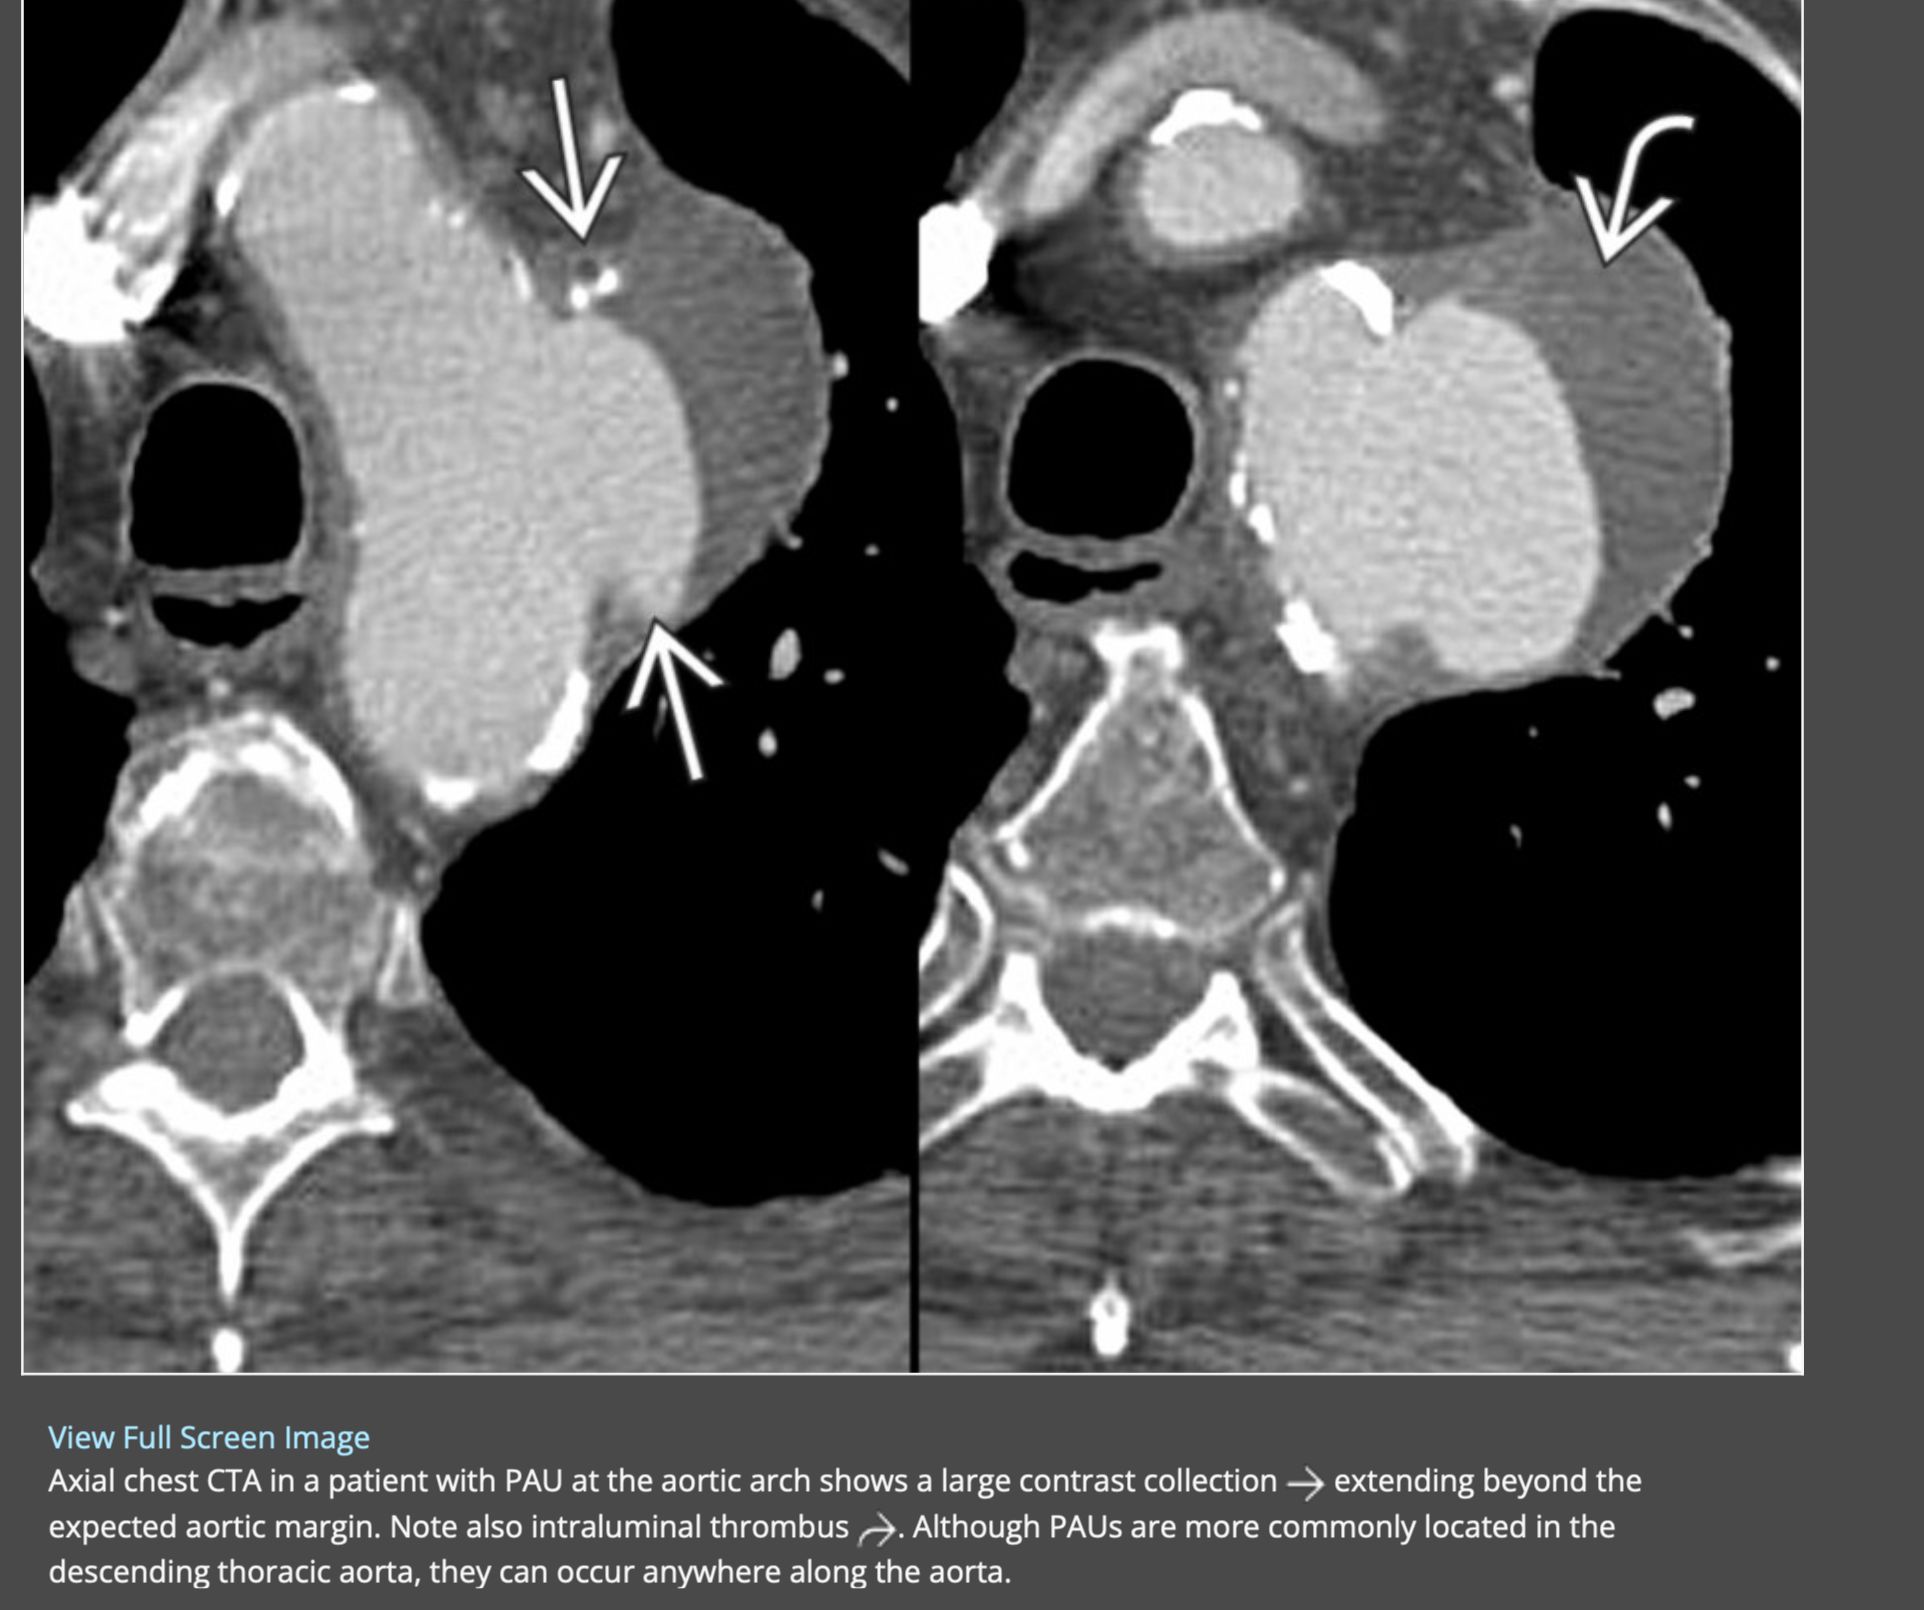 View Full Screen Image
Axial chest CTA in a patient with PAU at the aortic arch shows a large contrast collection → extending beyond the
expected aortic margin. Note also intraluminal thrombus ↷. Although PAUs are more commonly located in the
descending thoracic aorta, they can occur anywhere along the aorta.